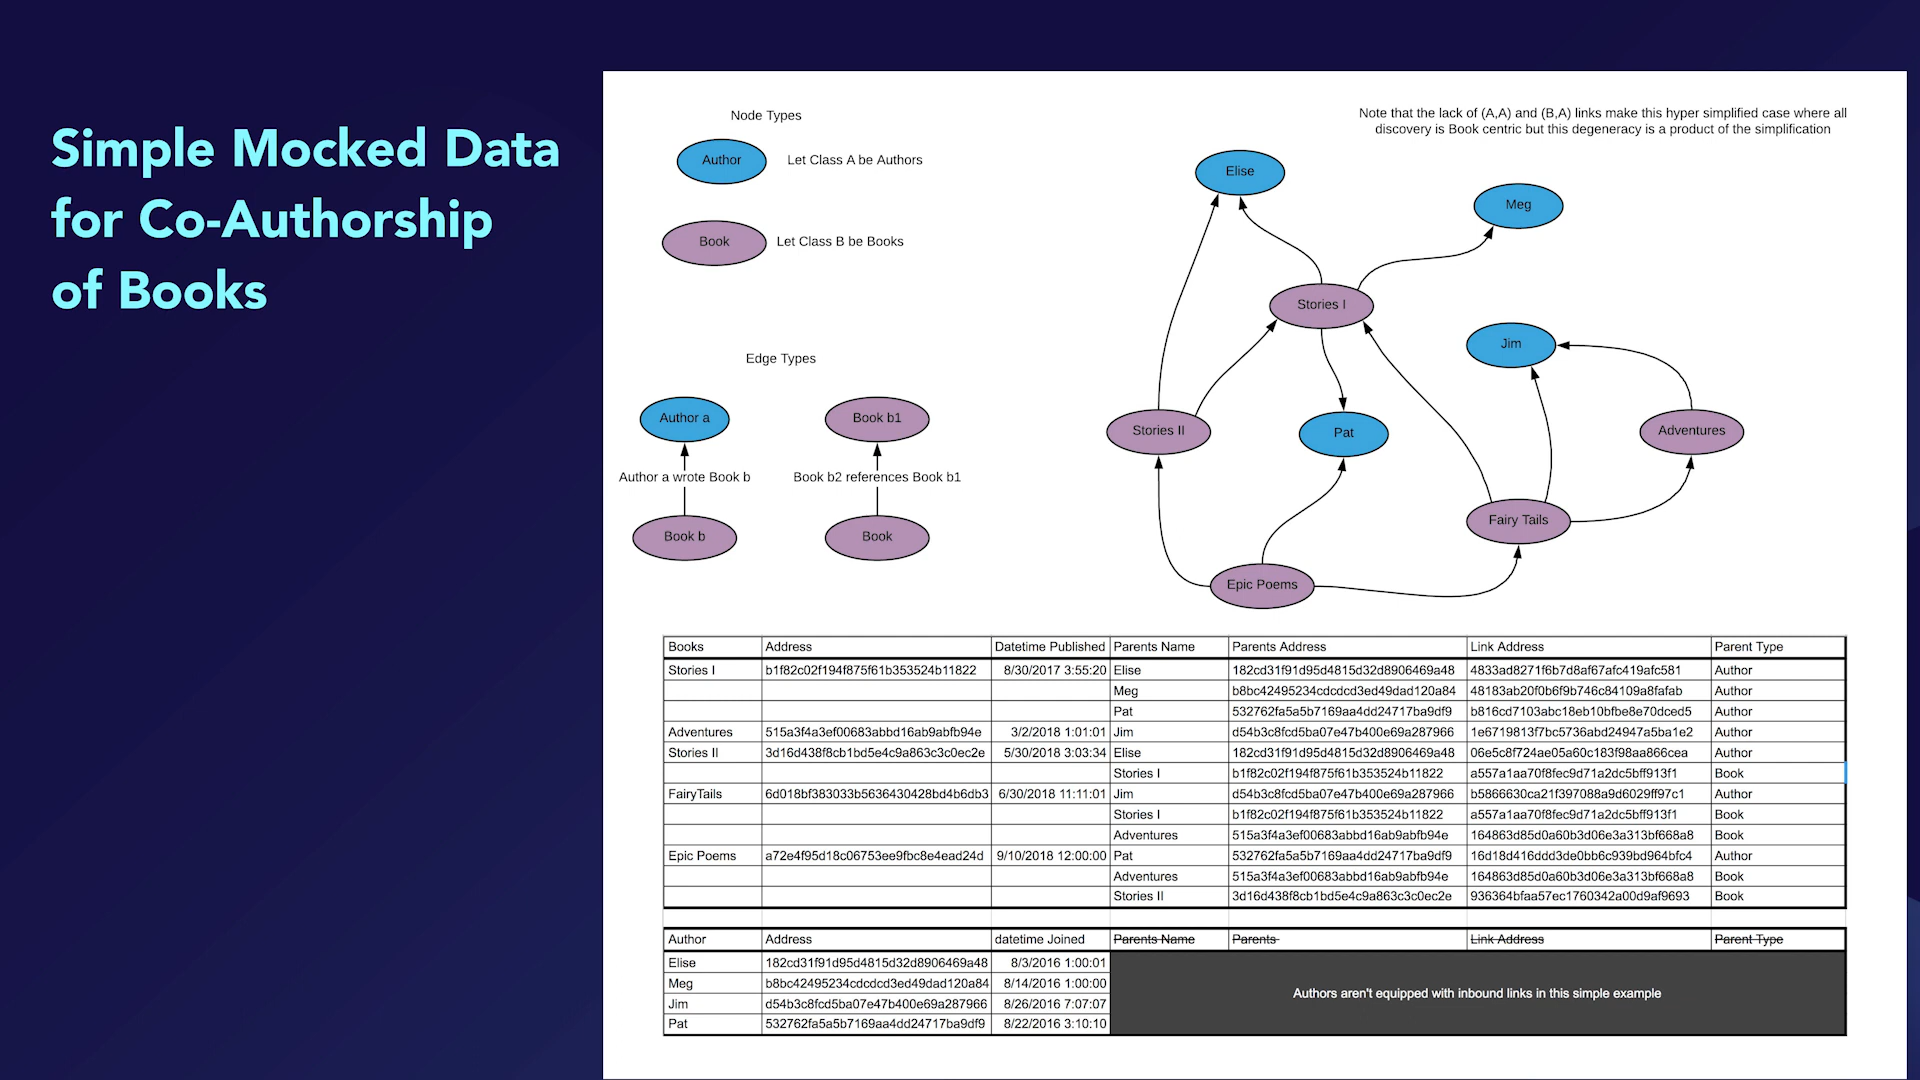 Simple Mocked Data
for Co-Authorship
of Books
Node Types
Author
Let Class A be Authors
Book
Let Class B be Books
Edge Types
Author a
Book b1
Author a wrote Book b
Book b2 references Book b1
Book b
Book
Note that the lack of (A,A) and (B,A) links make this hyper simplified case where all
discovery is Book centric but this degeneracy is a product of the simplification
Elise
Meg
Stories I
Jim
Stories II
Pat
Adventures
Fairy Tails
Epic Poems
Books Address Datetime Published Parents Name Parents Address Link Address Parent Type
Stories I b1f82c02f194f875f61b353524b11822 8/30/2017 3:55:20 Elise 182cd31f91d95d4815d32d8906469a48 4833ad8271f6b7d8af67afc419afc581 Author
Meg b8bc42495234cdcdcd3ed49dad120a84 48183ab20f0b6f9b746c84109a8fafab Author
Pat 532762fa5a5b7169aa4dd24717ba9df9 b816cd7103abc18eb10bfbe8e70dced5 Author
Adventures 515a3f4a3ef00683abbd16ab9abfb94e 3/2/2018 1:01:01 Jim d54b3c8fcd5ba07e47b400e69a287966 1e6719813f7bc5736abd24947a5ba1e2 Author
Stories II 3d16d438f8cb1bd5e4c9a863c3c0ec2e 5/30/2018 3:03:34 Elise 182cd31f91d95d4815d32d8906469a48 06e5c8f724ae05a60c183f98aa866cea Author
Stories I b1f82c02f194f875f61b353524b11822 a557a1aa70f8fec9d71a2dc5bff913f1 Book
FairyTails 6d018bf383033b5636430428bd4b6db3 6/30/2018 11:11:01 Jim d54b3c8fcd5ba07e47b400e69a287966 b5866630ca21f397088a9d6029ff97c1 Author
Stories I b1f82c02f194f875f61b353524b11822 a557a1aa70f8fec9d71a2dc5bff913f1 Book
Adventures 515a3f4a3ef00683abbd16ab9abfb94e 164863d85d0a60b3d06e3a313bf668a8 Book
Epic Poems a72e4f95d18c06753ee9fbc8e4ead24d 9/10/2018 12:00:00 Pat 532762fa5a5b7169aa4dd24717ba9df9 16d18d416ddd3de0bb6c939bd964bfc4 Author
Adventures 515a3f4a3ef00683abbd16ab9abfb94e 164863d85d0a60b3d06e3a313bf668a8 Book
Stories II 3d16d438f8cb1bd5e4c9a863c3c0ec2e 936364bfaa57ec1760342a00d9af9693 Book
Author Address datetime Joined Parents Name Parents Link Address Parent Type
Elise 182cd31f91d95d4815d32d8906469a48 8/3/2016 1:00:01
Meg b8bc42495234cdcdcd3ed49dad120a84 8/14/2016 1:00:00
Jim d54b3c8fcd5ba07e47b400e69a287966 8/26/2016 7:07:07
Pat 532762fa5a5b7169aa4dd24717ba9df9 8/22/2016 3:10:10
Authors aren't equipped with inbound links in this simple example